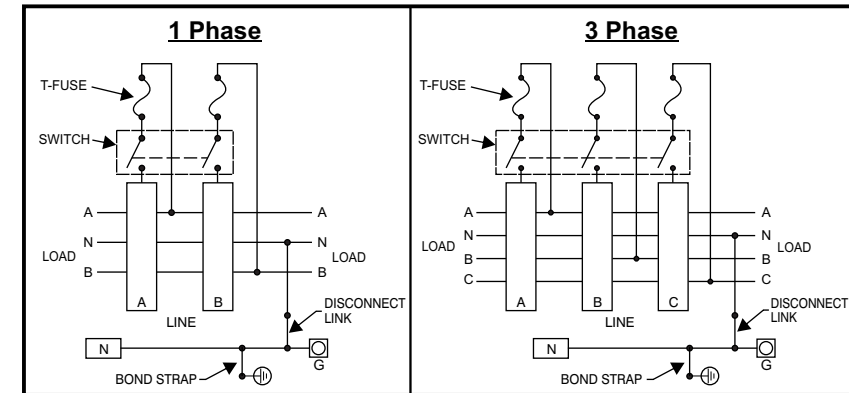 1 Phase
T-FUSE
SWITCH
A
A
N
N
LOAD
LOAD
B
B
A
B
LINE
DISCONNECT
LINK
N
G
BOND STRAP
3 Phase
T-FUSE
SWITCH
A
A
N
N
LOAD
LOAD
B
B
C
C
A
B
C
LINE
DISCONNECT
LINK
N
G
BOND STRAP